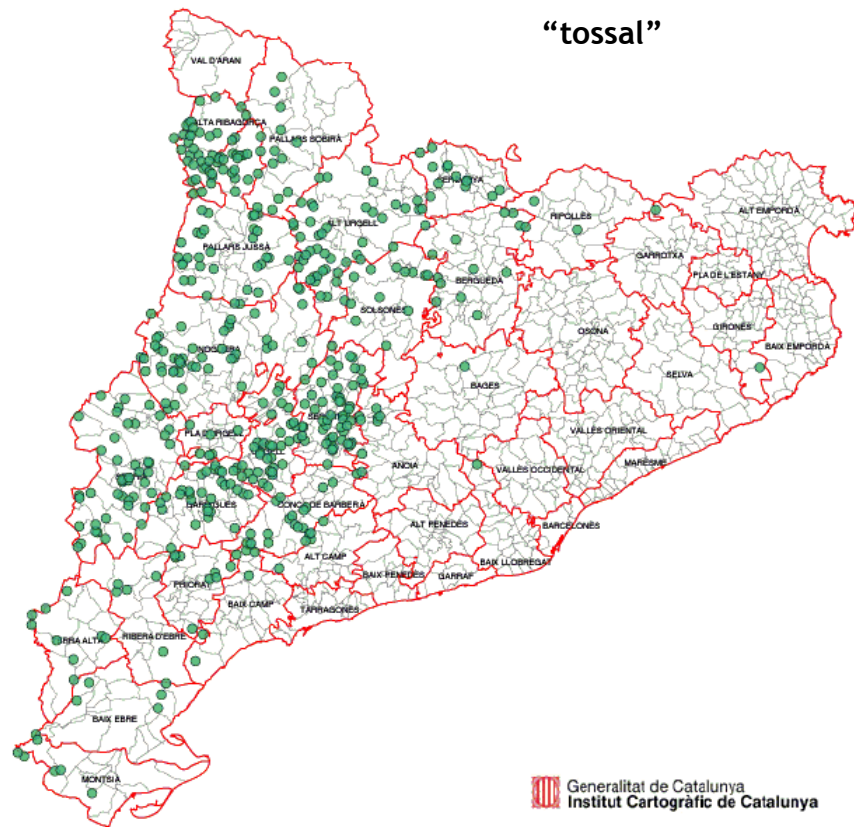 “tossal”
VAL D'ARAN
ALTA RIBAGORÇA
PALLARS SOBIRÀ
CERDANYA
RIPOLLÈS
ALT EMPORDÀ
ALT URGELL
PALLARS JUSSÀ
GARROTXA
PLA DE L'ESTANY
BERGUEDÀ
SOLSONÈS
OSONA
GIRONÈS
BAIX EMPORDÀ
NOGUERA
SELVA
BAGES
SEGARRA
PLA D'URGELL
VALLÈS ORIENTAL
URGELL
ANOIA
VALLÈS OCCIDENTAL
MARESME
GARRIGUES
CONCA DE BARBERÀ
ALT PENEDÈS
BARCELONÈS
ALT CAMP
BAIX LLOBREGAT
BAIX PENEDÈS
GARRAF
PRIORAT
BAIX CAMP
TARRAGONÈS
RIBERA D'EBRE
TERRA ALTA
BAIX EBRE
MONTSIÀ
Generalitat de Catalunya
Institut Cartogràfic de Catalunya